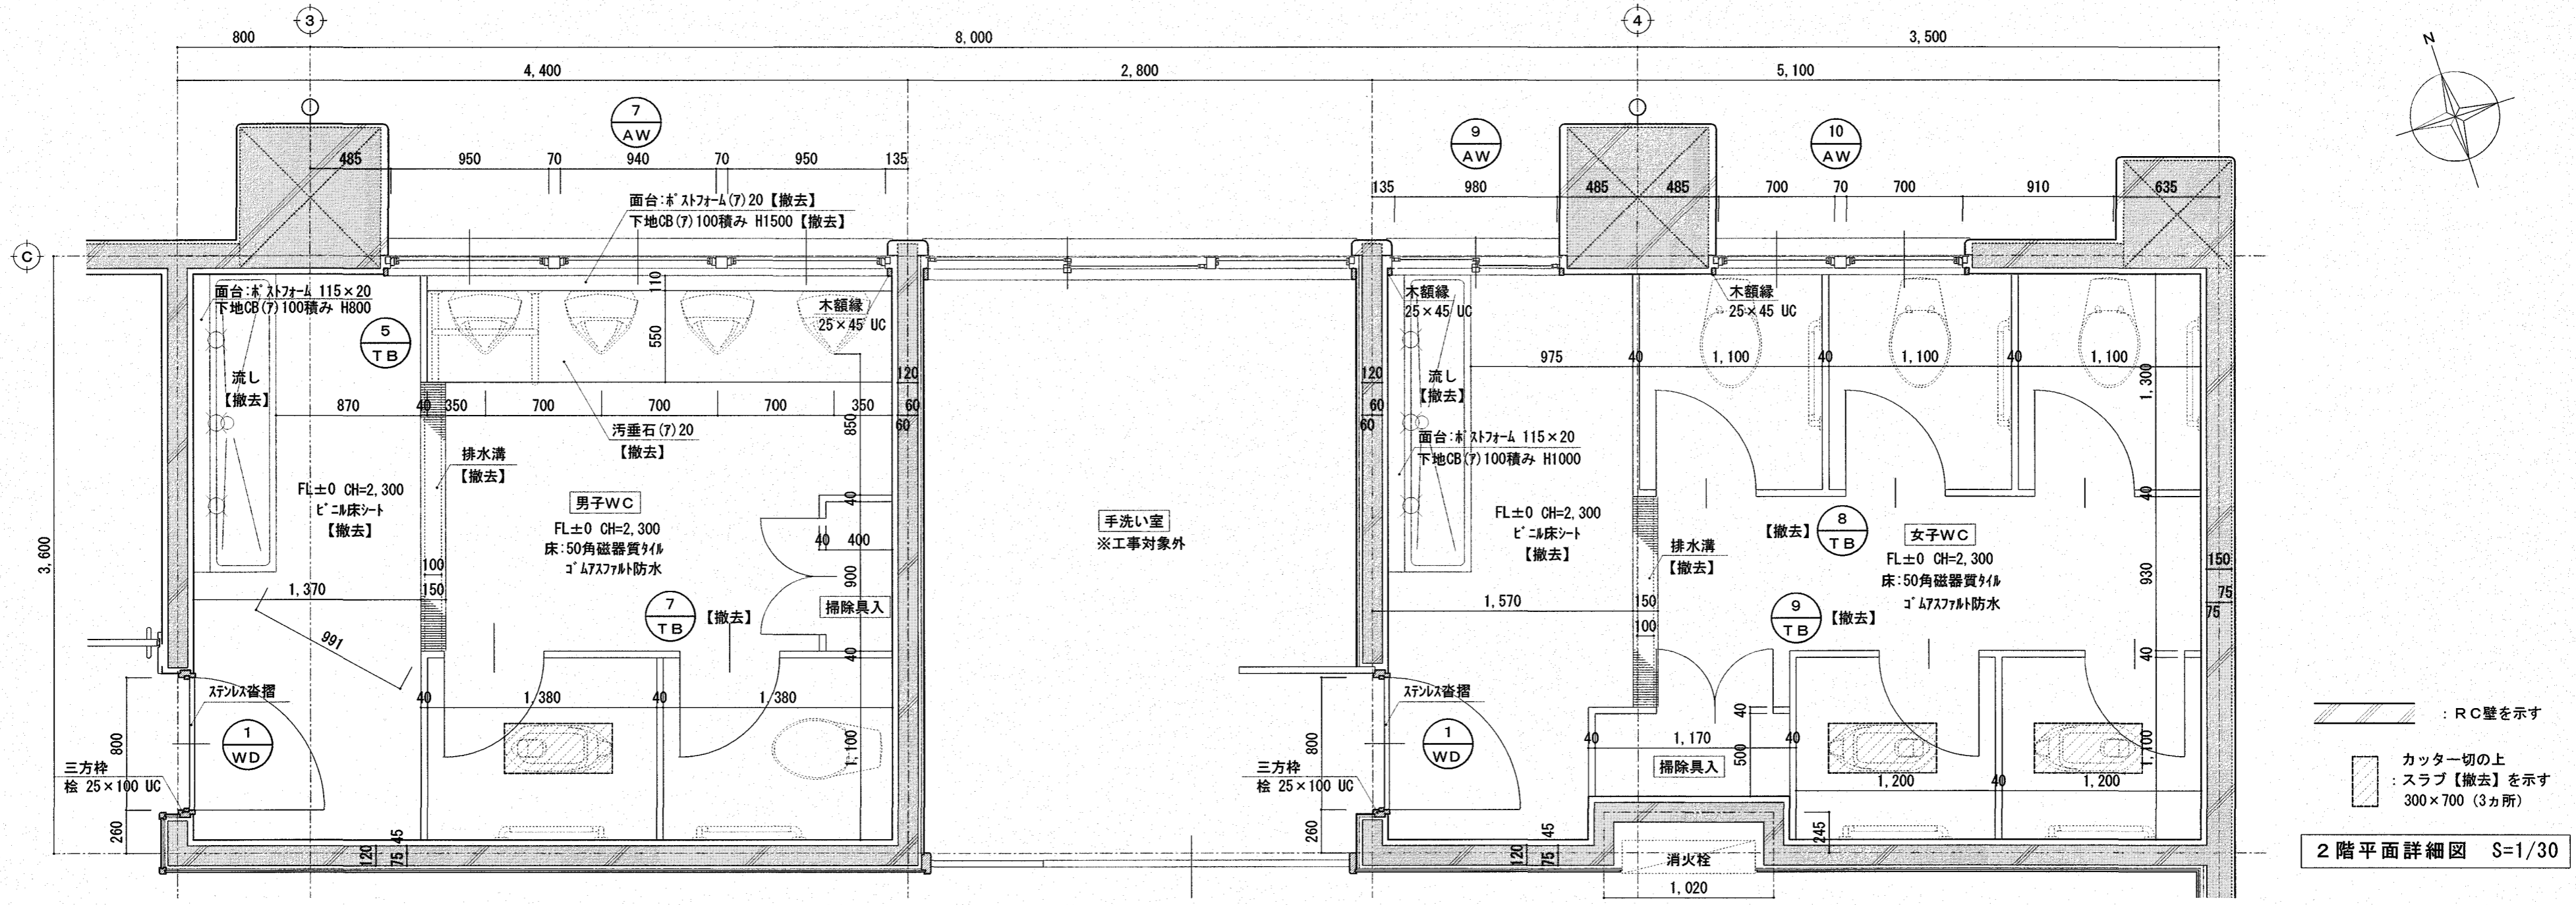 3
4
800
8,000
3,500
4,400
2,800
5,100
N
7
AW
9
AW
10
AW
485
950
70
940
70
950
135
135
980
485
485
700
70
700
910
635
面台:ポストフォーム(ア)20【撤去】
下地CB(ア)100積み H1500【撤去】
C
面台:ポストフォーム 115×20
下地CB(ア)100積み H800
110
木額縁
25×45 UC
木額縁
25×45 UC
木額縁
25×45 UC
5
TB
550
流し
【撤去】
120
120
流し
【撤去】
975
40
1,100
40
1,100
40
1,100
1,300
870
40
350
700
700
700
350
60
60
850
60
60
汚垂石(ア)20
【撤去】
面台:ポストフォーム 115×20
下地CB(ア)100積み H1000
排水溝
【撤去】
FL±0 CH=2,300
ビニル床シート
【撤去】
男子WC
FL±0 CH=2,300
床:50角磁器質タイル
ゴムアスファルト防水
40
40
400
900
手洗い室
※工事対象外
FL±0 CH=2,300
ビニル床シート
【撤去】
排水溝
【撤去】
【撤去】
8
TB
女子WC
FL±0 CH=2,300
床:50角磁器質タイル
ゴムアスファルト防水
40
930
150
75
75
3,600
100
1,370
150
991
7
TB
【撤去】
掃除具入
40
1,570
150
100
9
TB
【撤去】
40
ステンレス沓摺
40
1,380
40
1,380
ステンレス沓摺
1
WD
800
1,100
1
WD
800
40
1,170
40
40
500
掃除具入
1,200
40
1,200
1,100
三方枠
桧 25×100 UC
三方枠
桧 25×100 UC
260
120
75
45
260
120
75
45
245
消火栓
1,020
:RC壁を示す
カッター切の上
:スラブ【撤去】を示す
300×700(3ヵ所)
2階平面詳細図 S=1/30